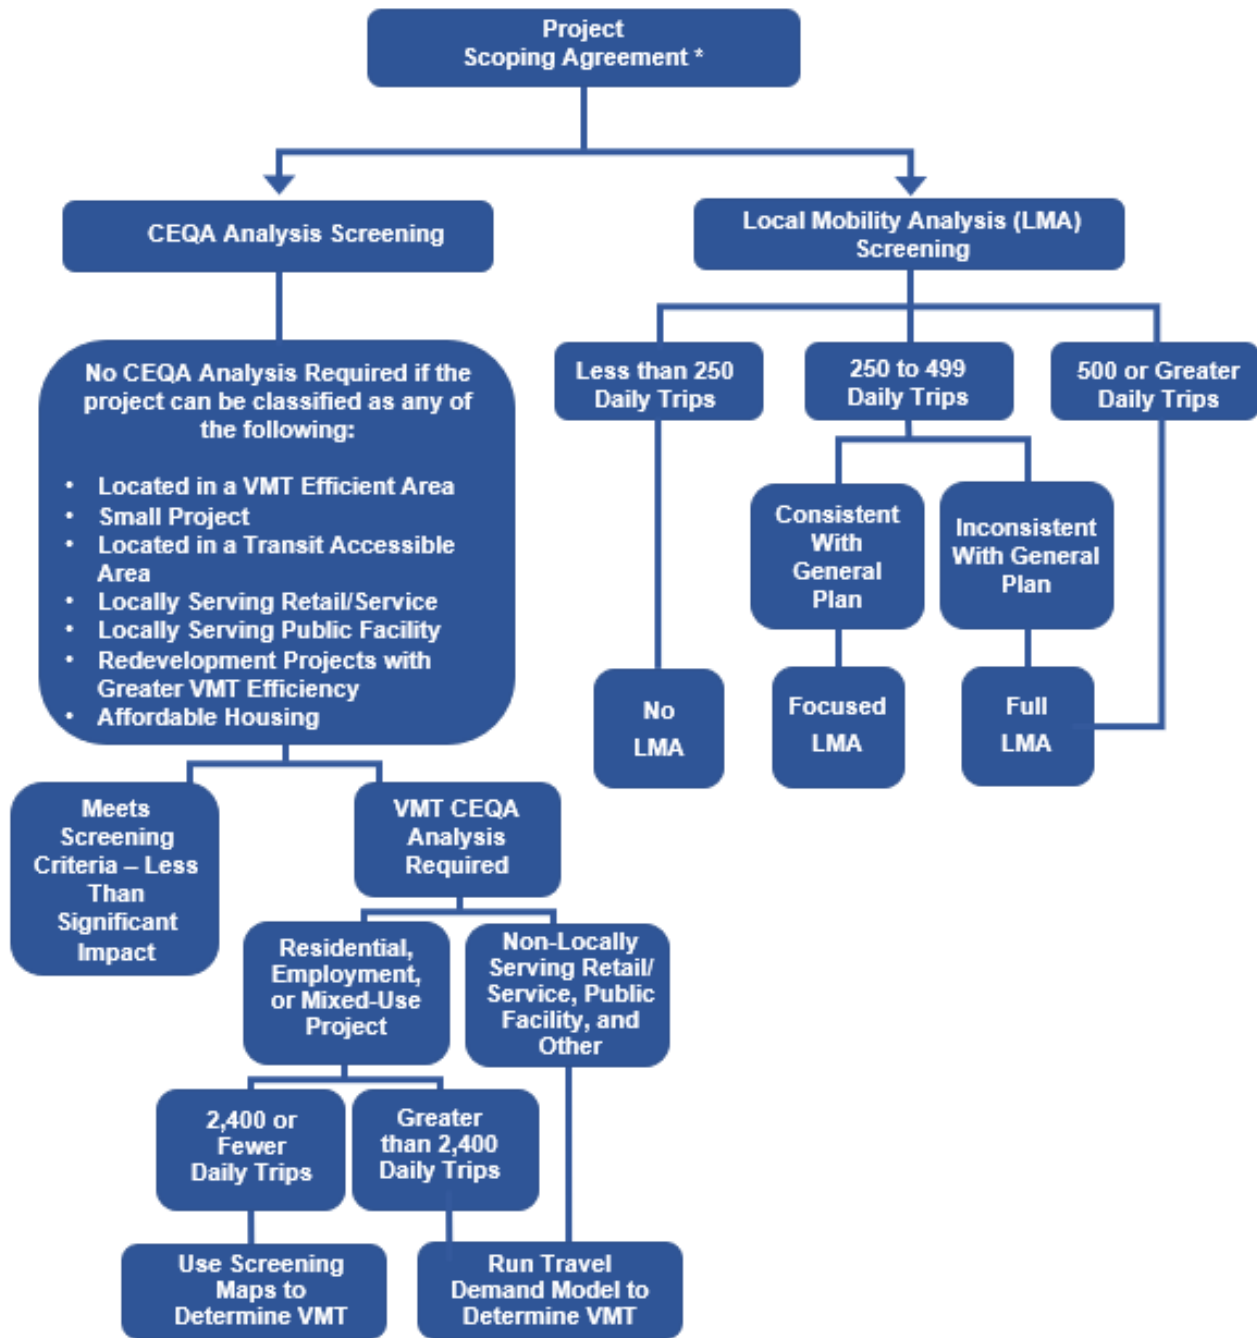 Project
Scoping Agreement *
CEQA Analysis Screening
Local Mobility Analysis (LMA)
Screening
No CEQA Analysis Required if the
project can be classified as any of
the following:
• Located in a VMT Efficient Area
• Small Project
• Located in a Transit Accessible
Area
• Locally Serving Retail/Service
• Locally Serving Public Facility
• Redevelopment Projects with
Greater VMT Efficiency
• Affordable Housing
Less than 250
Daily Trips
250 to 499
Daily Trips
500 or Greater
Daily Trips
Consistent
With
General
Plan
Inconsistent
With General
Plan
No
LMA
Focused
LMA
Full
LMA
Meets
Screening
Criteria – Less
Than
Significant
Impact
VMT CEQA
Analysis
Required
Residential,
Employment,
or Mixed-Use
Project
Non-Locally
Serving Retail/
Service, Public
Facility, and
Other
2,400 or
Fewer
Daily Trips
Greater
than 2,400
Daily Trips
Use Screening
Maps to
Determine VMT
Run Travel
Demand Model to
Determine VMT